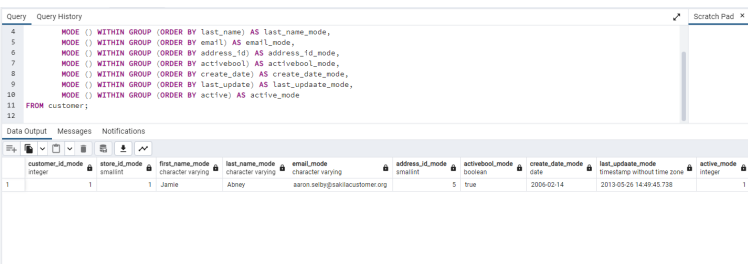 Query Query History
Scratch Pad ×
4 MODE () WITHIN GROUP (ORDER BY last_name) AS last_name_mode,
5 MODE () WITHIN GROUP (ORDER BY email) AS email_mode,
6 MODE () WITHIN GROUP (ORDER BY address_id) AS address_id_mode,
7 MODE () WITHIN GROUP (ORDER BY activebool) AS activebool_mode,
8 MODE () WITHIN GROUP (ORDER BY create_date) AS create_date_mode,
9 MODE () WITHIN GROUP (ORDER BY last_update) AS last_updaate_mode,
10 MODE () WITHIN GROUP (ORDER BY active) AS active_mode
11 FROM customer;
12
Data Output Messages Notifications
customer_id_mode store_id_mode first_name_mode last_name_mode email_mode address_id_mode activebool_mode create_date_mode last_updaate_mode active_mode
integer smallint character varying character varying character varying smallint boolean date timestamp without time zone integer
1 1 1 Jamie Abney aaron.selby@sakilacustomer.org 5 true 2006-02-14 2013-05-26 14:49:45.738 1